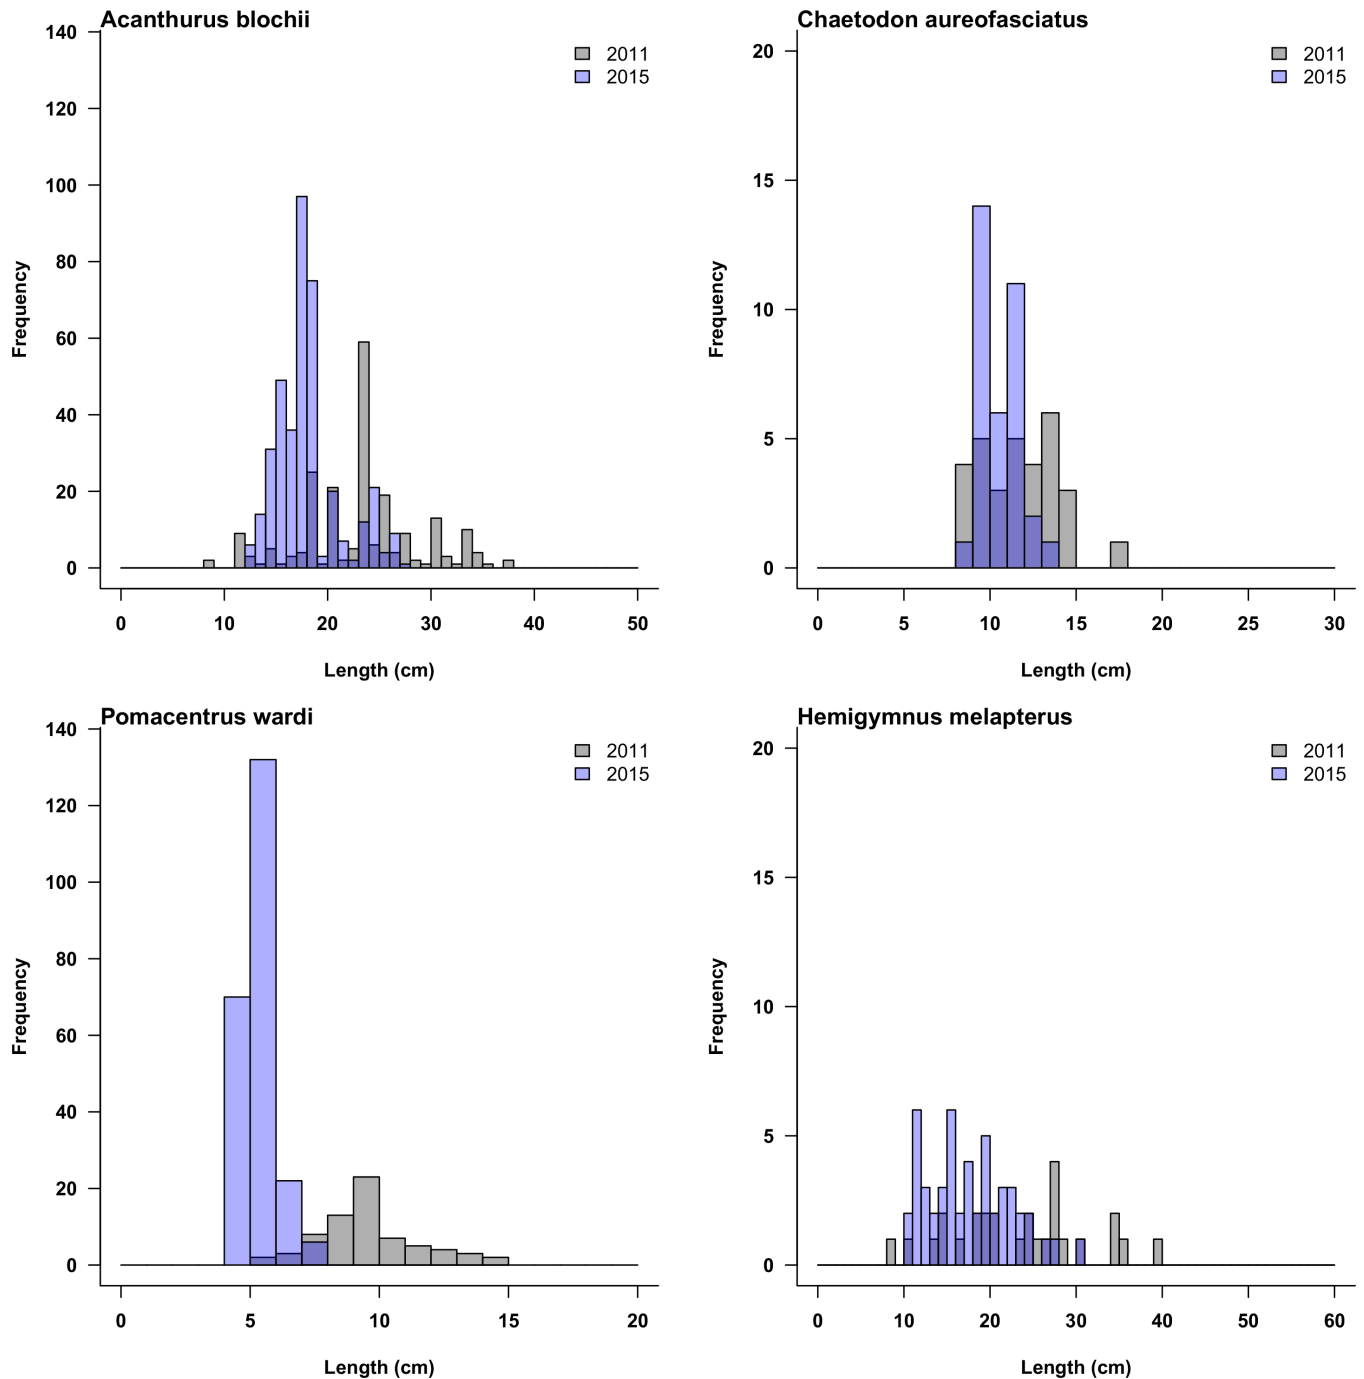 Acanthurus blochii
140
120
100
80
60
40
20
0
Frequency
2011
2015
0 10 20 30 40 50
Length (cm)
Chaetodon aureofasciatus
20
15
10
5
0
Frequency
2011
2015
0 5 10 15 20 25 30
Length (cm)
Pomacentrus wardi
140
120
100
80
60
40
20
0
Frequency
2011
2015
0 5 10 15 20
Length (cm)
Hemigymnus melapterus
20
15
10
5
0
Frequency
2011
2015
0 10 20 30 40 50 60
Length (cm)